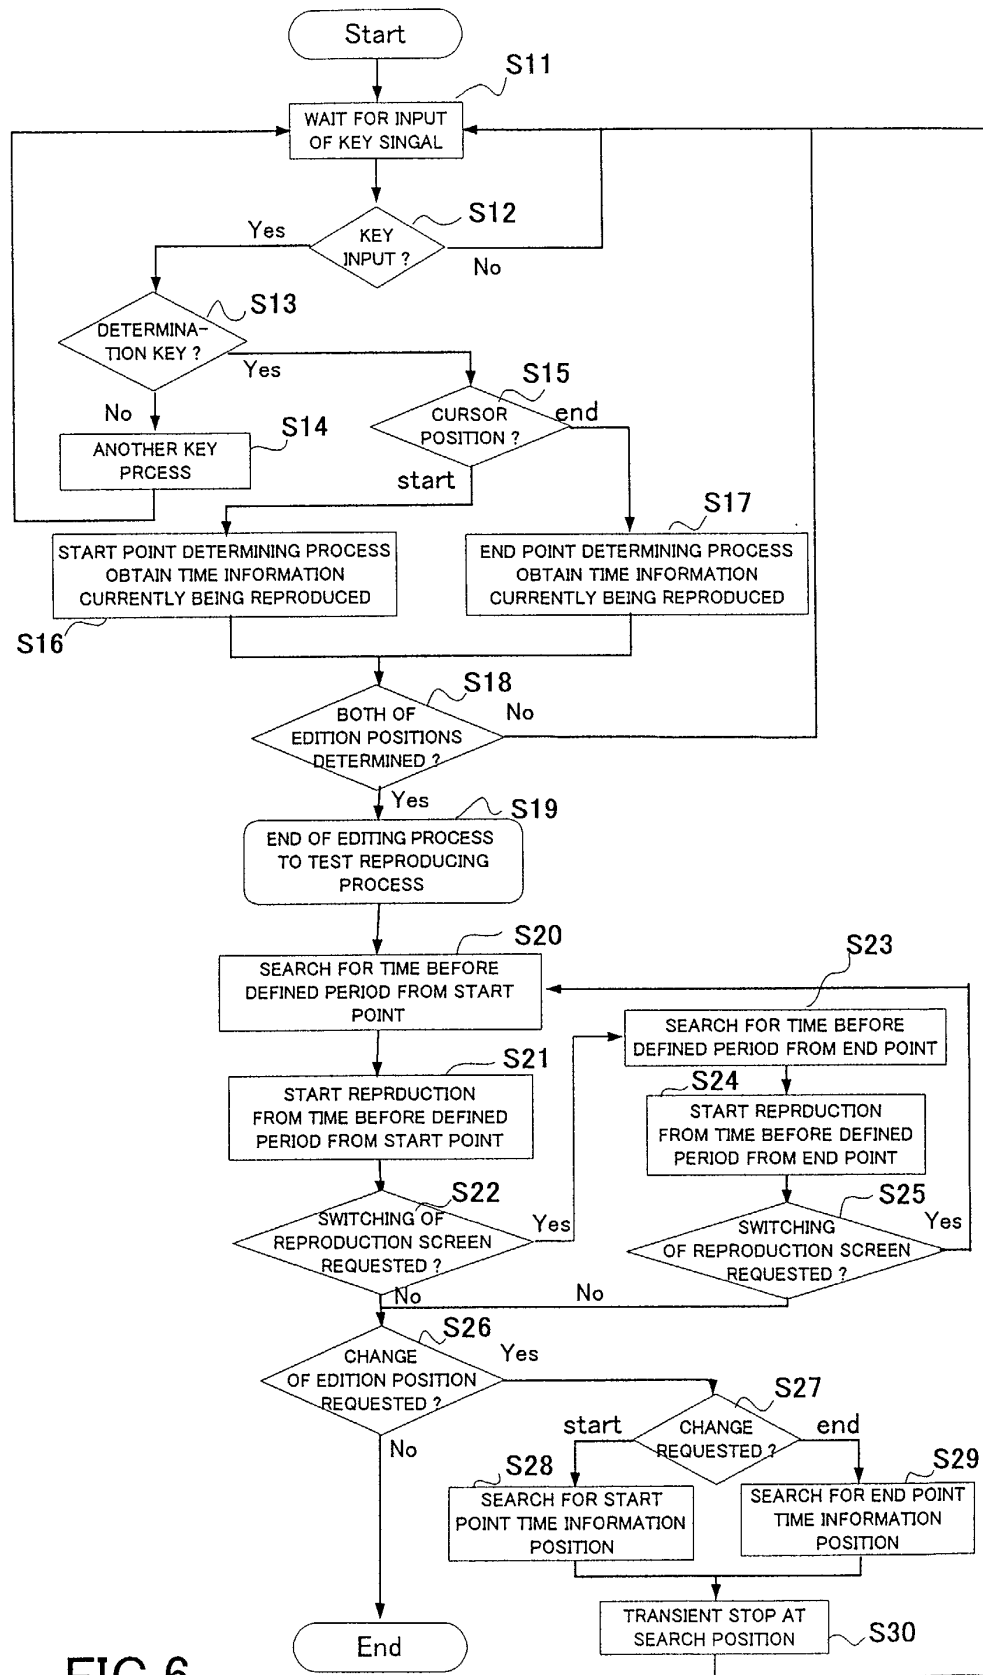 Start
S11
WAIT FOR INPUT
OF KEY SINGAL
S12
KEY
INPUT ?
Yes
No
S13
DETERMINA-
TION KEY ?
Yes
No
S14
ANOTHER KEY
PRCESS
S15
CURSOR
POSITION ?
end
start
S17
START POINT DETERMINING PROCESS
OBTAIN TIME INFORMATION
CURRENTLY BEING REPRODUCED
S16
END POINT DETERMINING PROCESS
OBTAIN TIME INFORMATION
CURRENTLY BEING REPRODUCED
S18
BOTH OF
EDITION POSITIONS
DETERMINED ?
No
Yes
S19
END OF EDITING PROCESS
TO TEST REPRODUCING
PROCESS
S20
SEARCH FOR TIME BEFORE
DEFINED PERIOD FROM START
POINT
S23
SEARCH FOR TIME BEFORE
DEFINED PERIOD FROM END POINT
S21
START REPRDUCTION
FROM TIME BEFORE DEFINED
PERIOD FROM START POINT
S24
START REPRDUCTION
FROM TIME BEFORE DEFINED
PERIOD FROM END POINT
S22
SWITCHING OF
REPRODUCTION SCREEN
REQUESTED ?
Yes
No
S25
SWITCHING
OF REPRODUCTION SCREEN
REQUESTED ?
Yes
No
S26
CHANGE
OF EDITION POSITION
REQUESTED ?
Yes
No
S27
CHANGE
REQUESTED ?
start
end
S28
SEARCH FOR START
POINT TIME INFORMATION
POSITION
S29
SEARCH FOR END POINT
TIME INFORMATION
POSITION
TRANSIENT STOP AT
SEARCH POSITION
S30
End
FIG.6